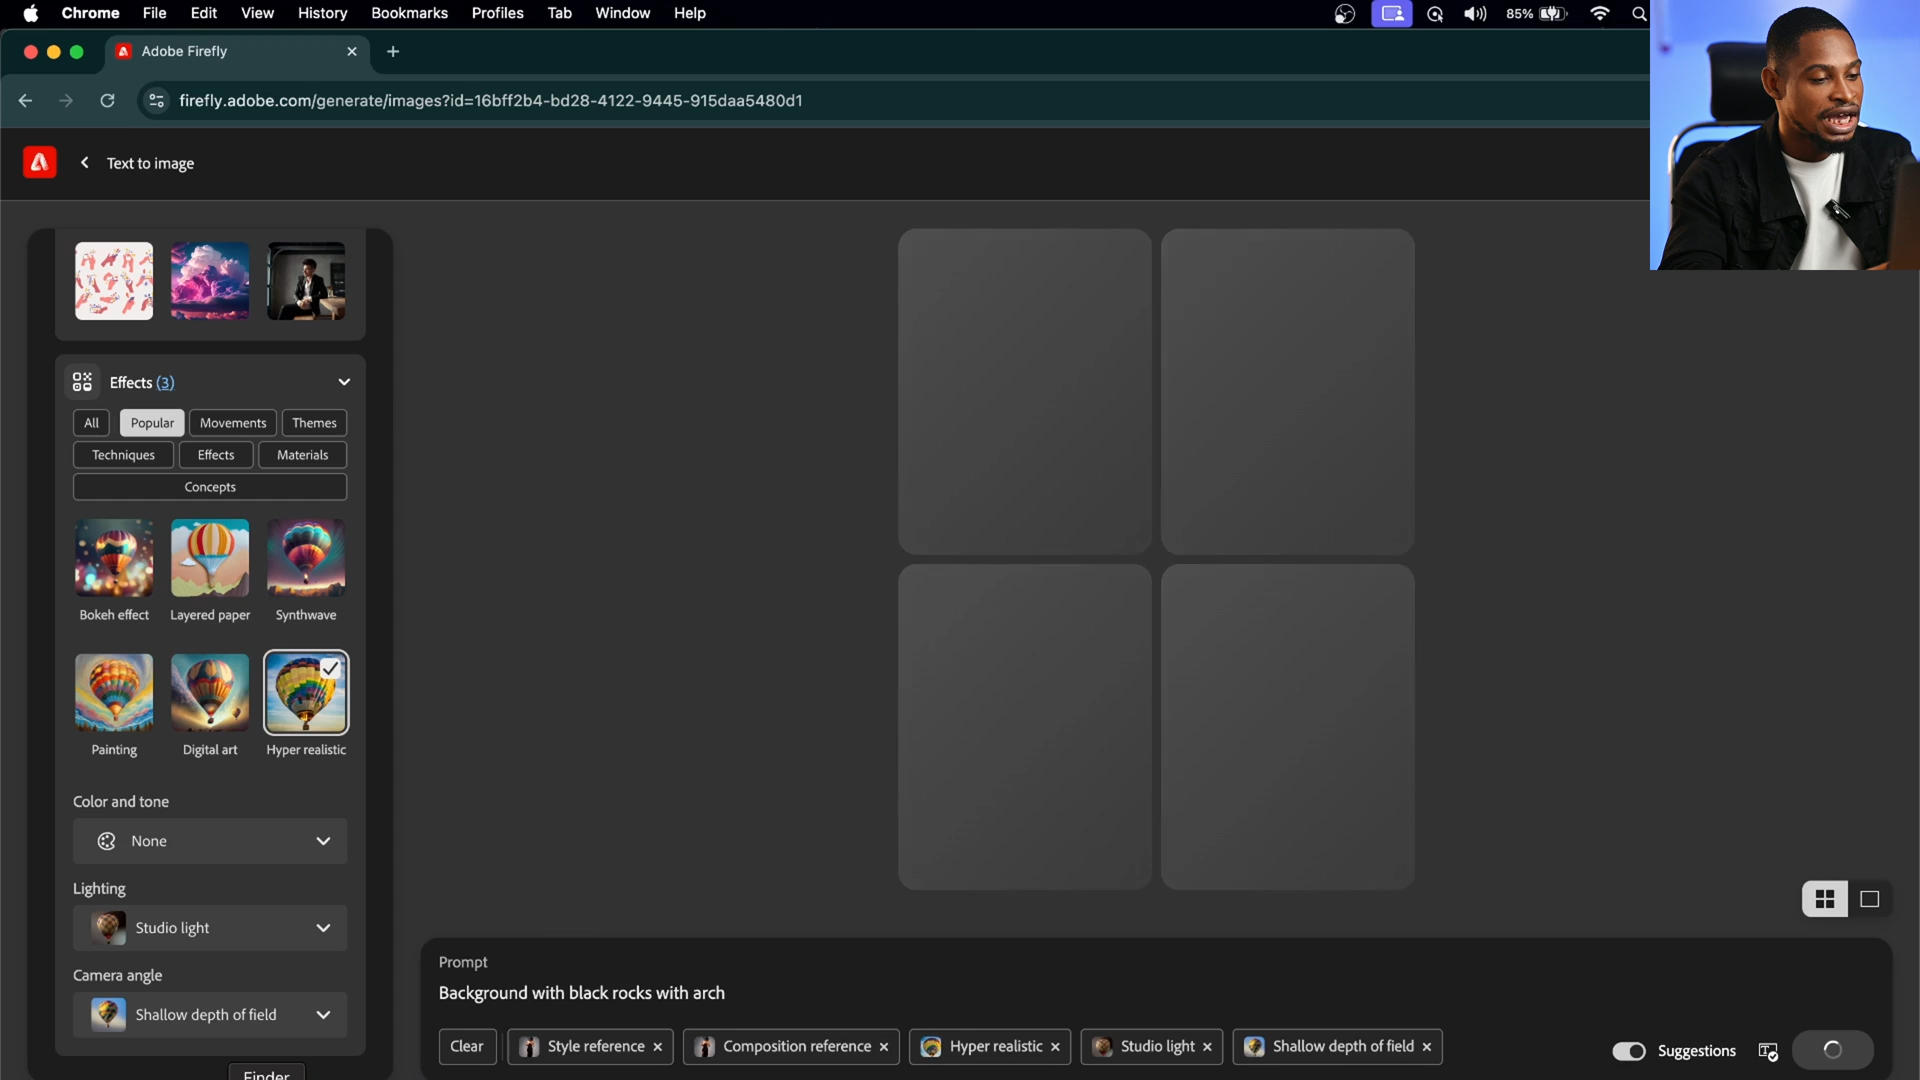 Chrome File Edit View History Bookmarks Profiles Tab Window Help
85%
Adobe Firefly
firefly.adobe.com/generate/images?id=16bff2b4-bd28-4122-9445-915daa5480d1
Text to image
Effects (3)
All Popular Movements Themes
Techniques Effects Materials
Concepts
Bokeh effect Layered paper Synthwave
Painting Digital art Hyper realistic
Color and tone
None
Lighting
Studio light
Camera angle
Shallow depth of field
Finder
Prompt
Background with black rocks with arch
Clear Style reference Composition reference Hyper realistic Studio light Shallow depth of field
Suggestions